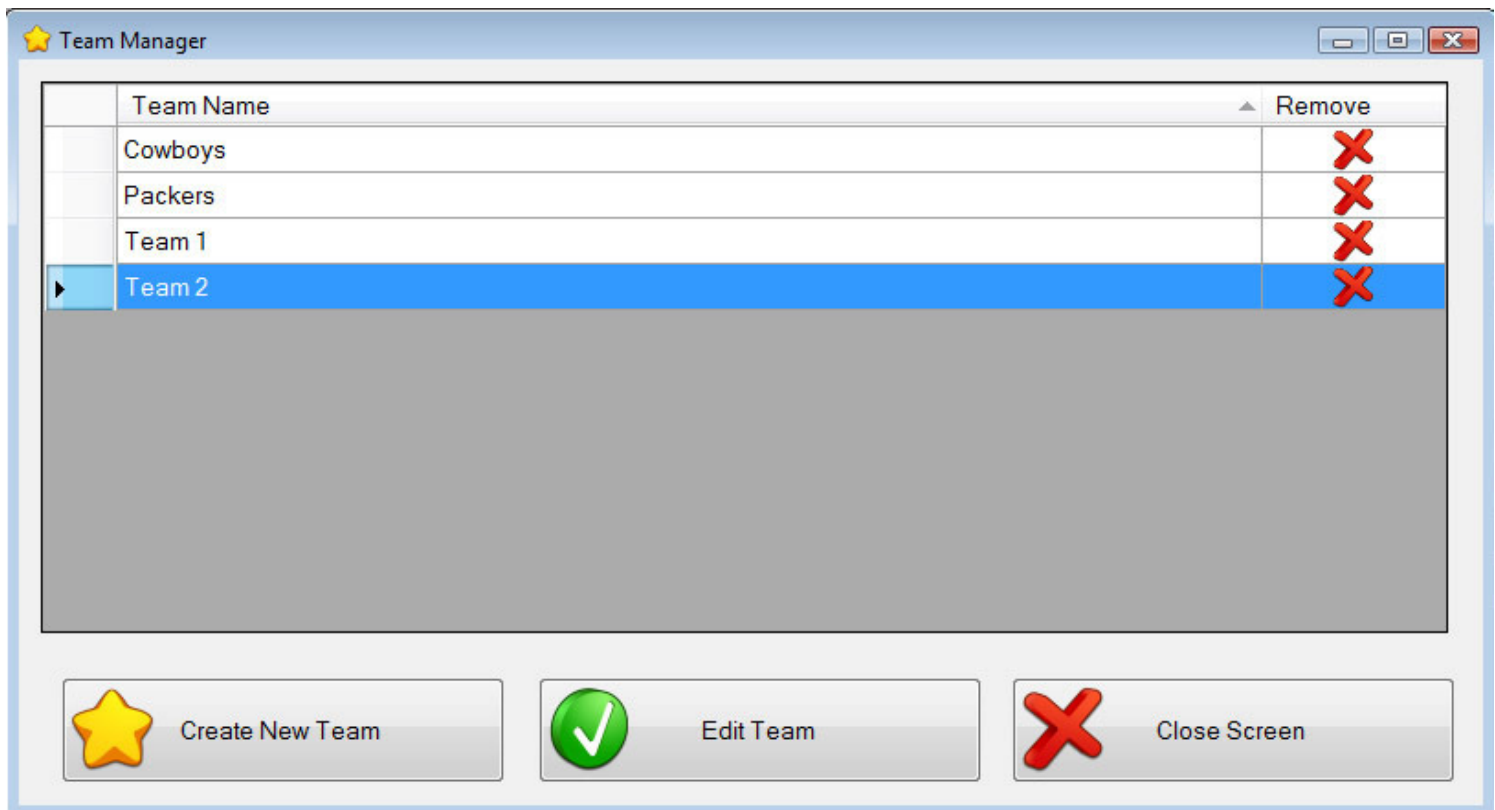 Team Manager
Team Name Remove
Cowboys
Packers
Team 1
Team 2
Create New Team Edit Team Close Screen